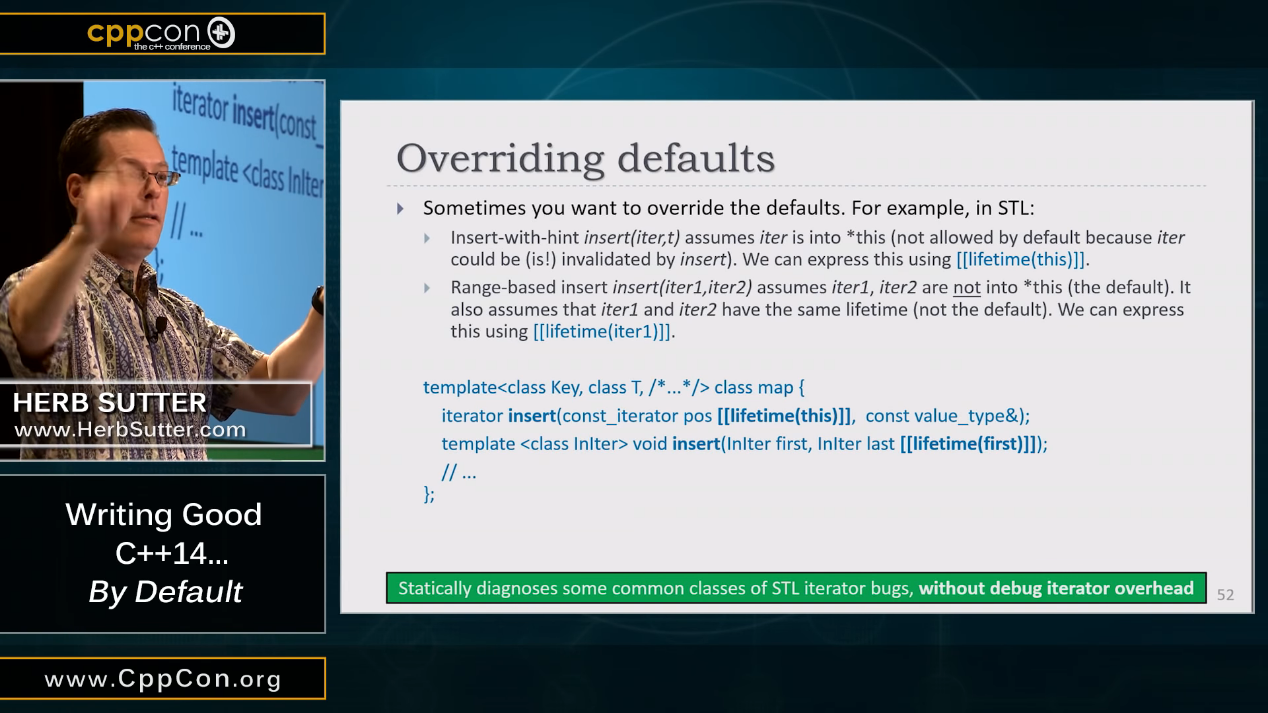 cppcon
the c++ conference
iterator insert(const_
template <class InIter
// ...
};
HERB SUTTER
www.HerbSutter.com
Writing Good
C++14...
By Default
www.CppCon.org
Overriding defaults
Sometimes you want to override the defaults. For example, in STL:
Insert-with-hint insert(iter,t) assumes iter is into *this (not allowed by default because iter
could be (is!) invalidated by insert). We can express this using [[lifetime(this)]].
Range-based insert insert(iter1,iter2) assumes iter1, iter2 are not into *this (the default). It
also assumes that iter1 and iter2 have the same lifetime (not the default). We can express
this using [[lifetime(iter1)]].
template<class Key, class T, /*...*/> class map {
iterator insert(const_iterator pos [[lifetime(this)]], const value_type&);
template <class InIter> void insert(InIter first, InIter last [[lifetime(first)]]);
// ...
};
Statically diagnoses some common classes of STL iterator bugs, without debug iterator overhead
52